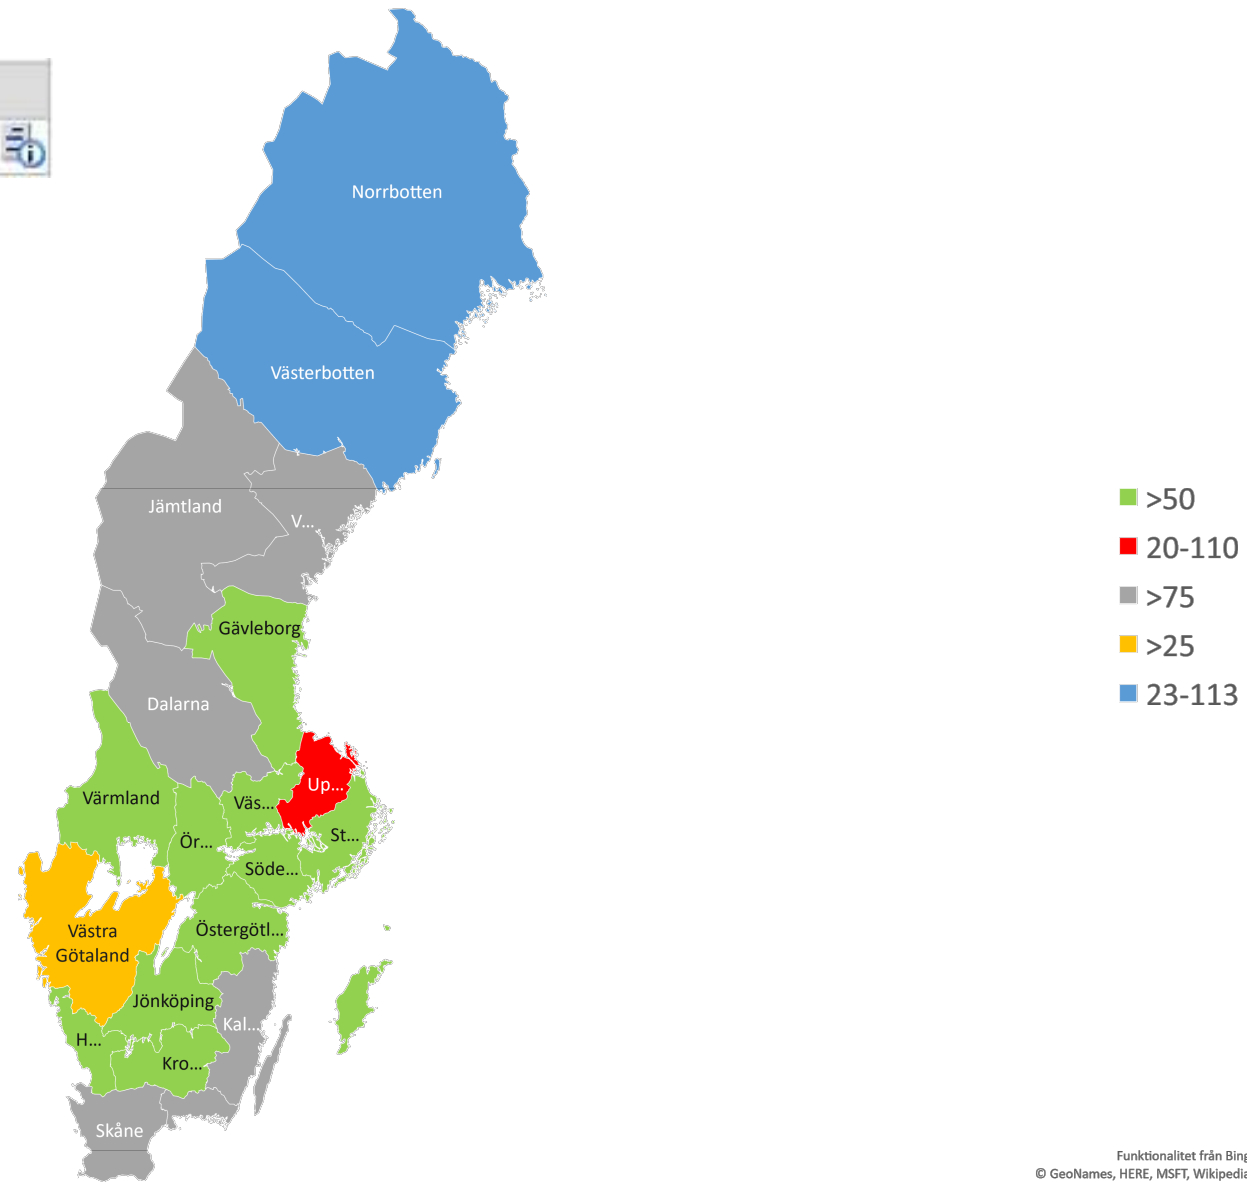 Norrbotten
Västerbotten
Jämtland
V...
Gävleborg
Dalarna
Up...
Värmland
Väs...
Ör...
St...
Söde...
Västra
Götaland
Östergötl...
Jönköping
Kal...
H...
Kro...
Skåne
>50
20-110
>75
>25
23-113
Funktionalitet från Bing
© GeoNames, HERE, MSFT, Wikipedia